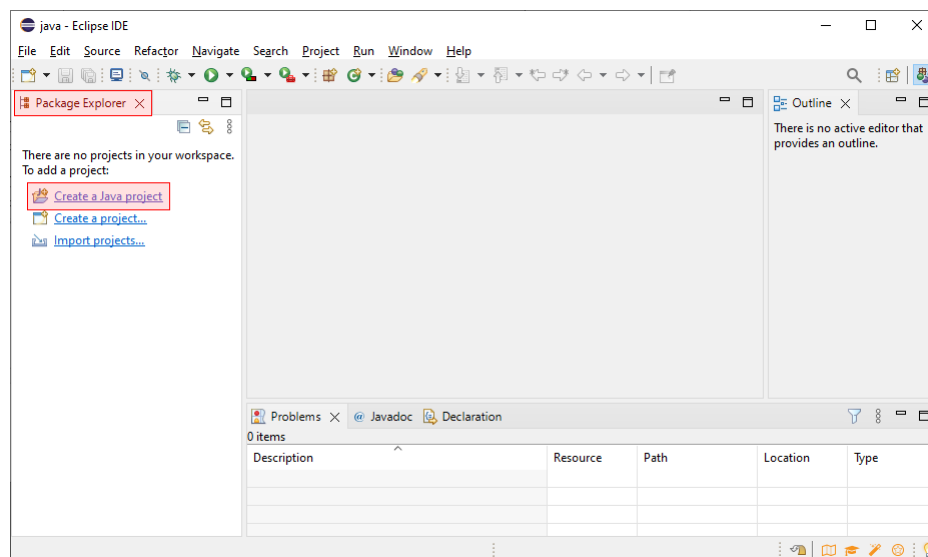 java - Eclipse IDE
File Edit Source Refactor Navigate Search Project Run Window Help
Package Explorer
Outline
There are no projects in your workspace.
To add a project:
Create a Java project
Create a project...
Import projects...
There is no active editor that
provides an outline.
Problems @ Javadoc Declaration
0 items
Description Resource Path Location Type